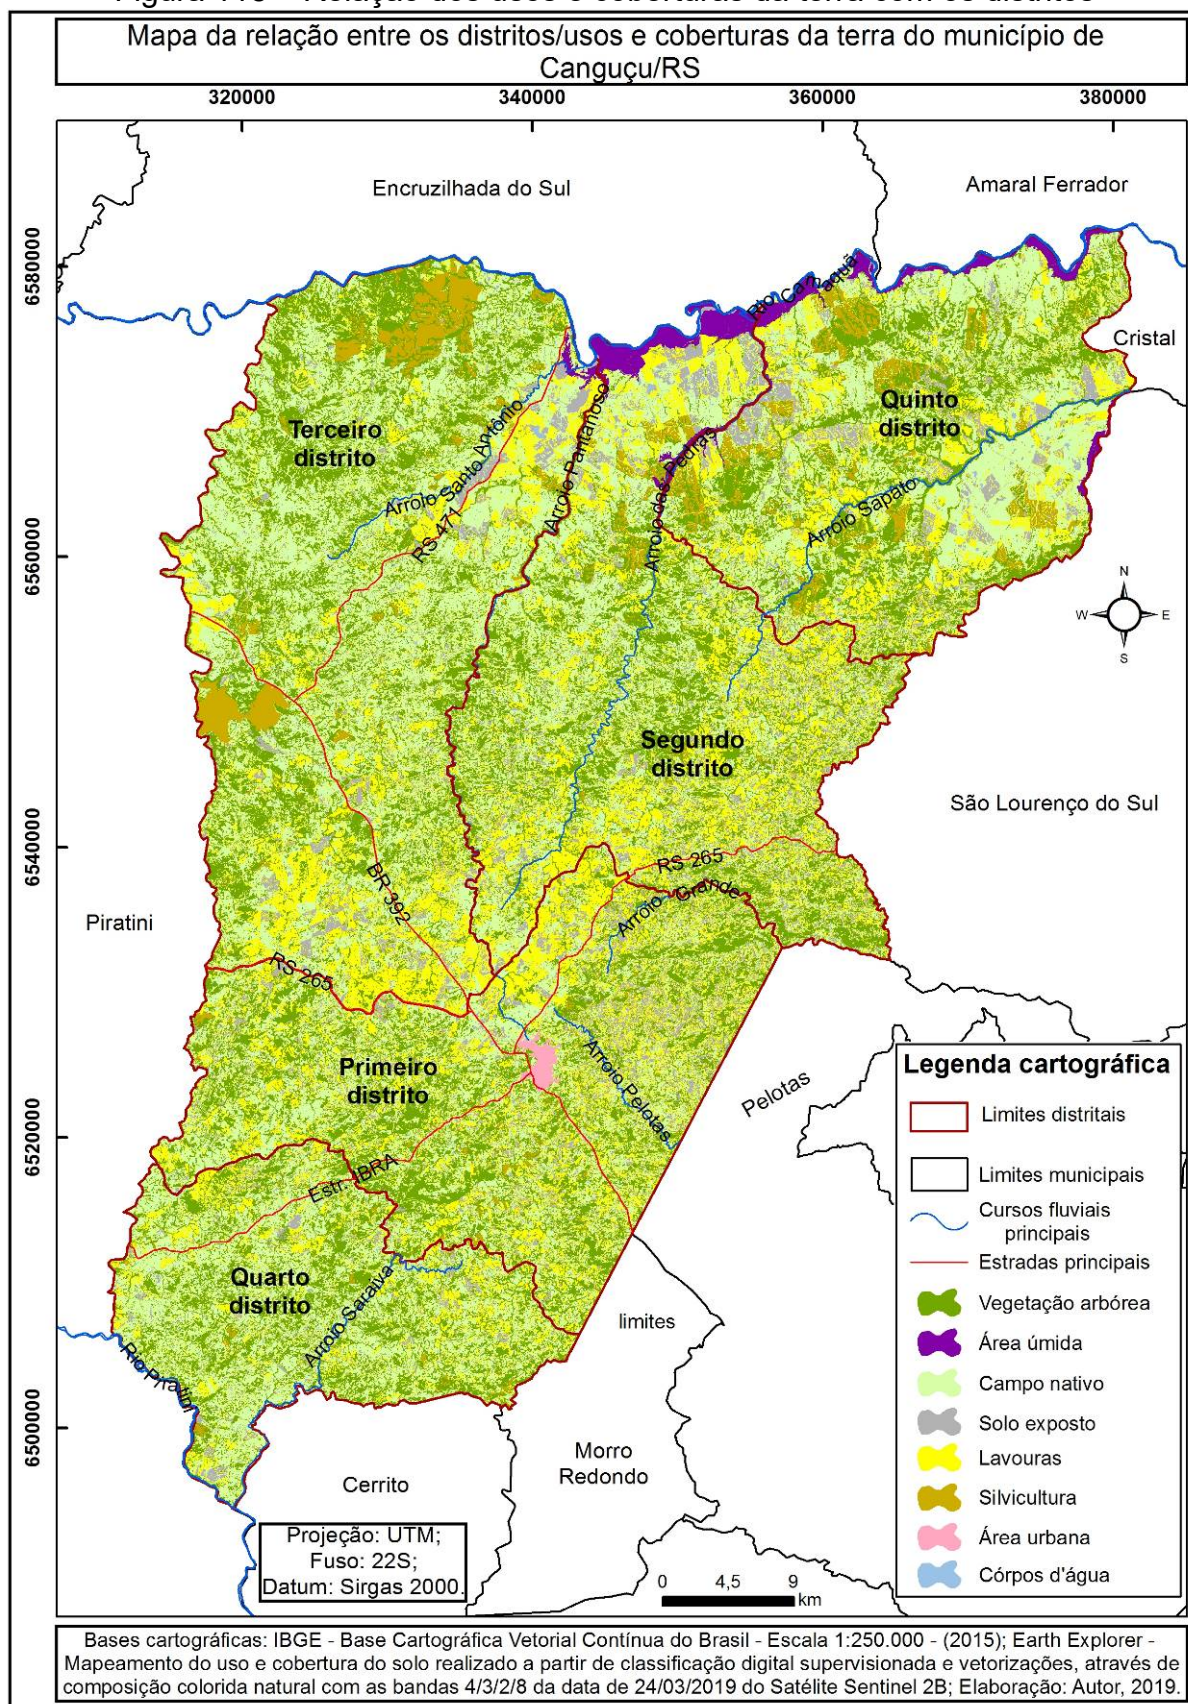 Mapa da relação entre os distritos/usos e coberturas da terra do município de
Canguçu/RS
320000
340000
360000
380000
6580000
6560000
6540000
6520000
6500000
Encruzilhada do Sul
Amaral Ferrador
Rio Camaquã
Cristal
Quinto
distrito
Terceiro
distrito
Arroio Santo Antônio
RS 471
Arroio Pantanoso
Arroio das Pedras
Arroio Sapato
N
W
E
S
Segundo
distrito
São Lourenço do Sul
RS 265
Arroio Grande
BR 392
Piratini
RS 265
Primeiro
distrito
Arroio Pelotas
Pelotas
Estr. IBRA
Quarto
distrito
Arroio Saraiva
Rio Piratini
limites
Morro
Redondo
Cerrito
Legenda cartográfica
Limites distritais
Limites municipais
Cursos fluviais
principais
Estradas principais
Vegetação arbórea
Área úmida
Campo nativo
Solo exposto
Lavouras
Silvicultura
Área urbana
Córpos d'água
Projeção: UTM;
Fuso: 22S;
Datum: Sirgas 2000.
0 4,5 9
km
Bases cartográficas: IBGE - Base Cartográfica Vetorial Contínua do Brasil - Escala 1:250.000 - (2015); Earth Explorer -
Mapeamento do uso e cobertura do solo realizado a partir de classificação digital supervisionada e vetorizações, através de
composição colorida natural com as bandas 4/3/2/8 da data de 24/03/2019 do Satélite Sentinel 2B; Elaboração: Autor, 2019.